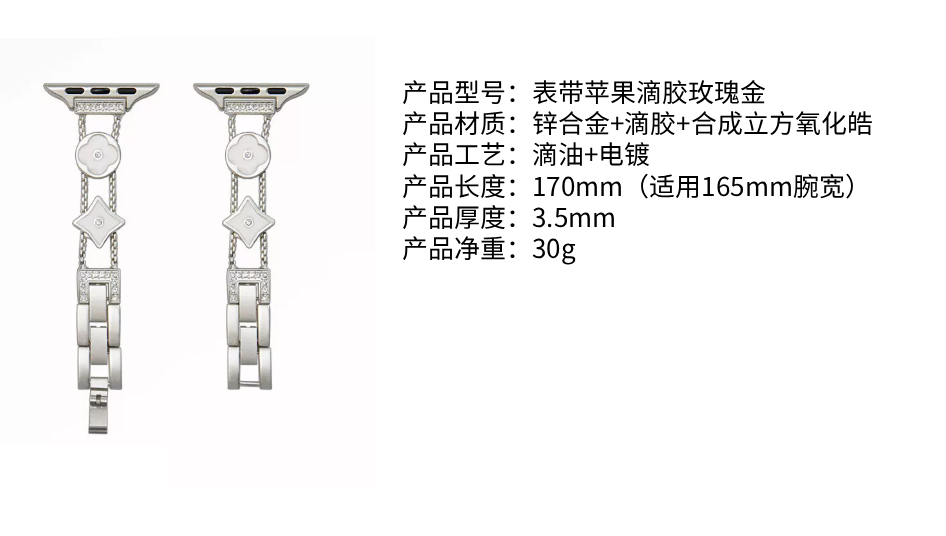 产品型号：表带苹果滴胶玫瑰金
产品材质：锌合金+滴胶+合成立方氧化皓
产品工艺：滴油+电镀
产品长度：170mm（适用165mm腕宽）
产品厚度：3.5mm
产品净重：30g